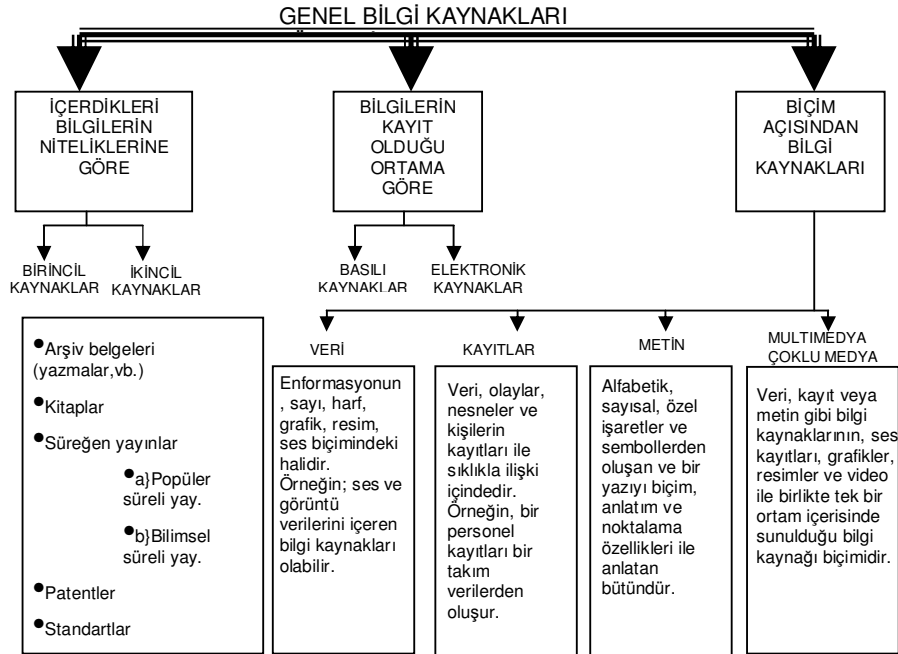 GENEL BİLGİ KAYNAKLARI
İÇERDİKLERİ
BİLGİLERİN
NİTELİKLERİNE
GÖRE
BİLGİLERİN
KAYIT
OLDUĞU
ORTAMA
GÖRE
BİÇİM
AÇISINDAN
BİLGİ
KAYNAKLARI
BİRİNCİL
KAYNAKLAR
İKİNCİL
KAYNAKLAR
BASILI
KAYNAKLAR
ELEKTRONİK
KAYNAKLAR
●Arşiv belgeleri
(yazmalar,vb.)
●Kitaplar
●Süreğen yayınlar
●a}Popüler
süreli yay.
●b}Bilimsel
süreli yay.
●Patentler
●Standartlar
VERİ
Enformasyonun
, sayı, harf,
grafik, resim,
ses biçimindeki
halidir.
Örneğin; ses ve
görüntü
verilerini içeren
bilgi kaynakları
olabilir.
KAYITLAR
Veri, olaylar,
nesneler ve
kişilerin
kayıtları ile
sıklıkla ilişki
içindedir.
Örneğin, bir
personel
kayıtları bir
takım
verilerden
oluşur.
METİN
Alfabetik,
sayısal, özel
işaretler ve
sembollerden
oluşan ve bir
yazıyı biçim,
anlatım ve
noktalama
özellikleri ile
anlatan
bütündür.
MULTIMEDYA
ÇOKLU MEDYA
Veri, kayıt veya
metin gibi bilgi
kaynaklarının, ses
kayıtları, grafikler,
resimler ve video
ile birlikte tek bir
ortam içerisinde
sunulduğu bilgi
kaynağı biçimidir.